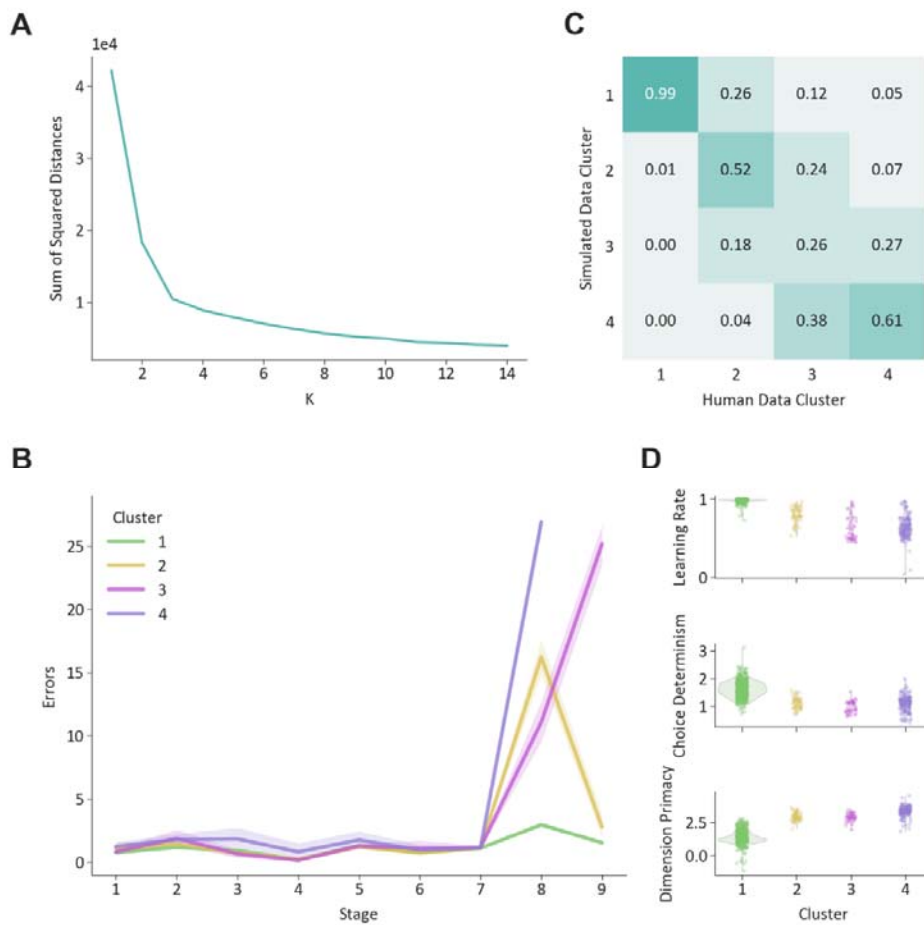 A
1e4
4
3
2
1
Sum of Squared Distances
2 4 6 8 10 12 14
K
C
Simulated Data Cluster
1 0.99 0.26 0.12 0.05
2 0.01 0.52 0.24 0.07
3 0.00 0.18 0.26 0.27
4 0.00 0.04 0.38 0.61
1 2 3 4
Human Data Cluster
B
Cluster
1
2
3
4
25
20
15
10
5
0
Errors
1 2 3 4 5 6 7 8 9
Stage
D
Learning Rate
1
0
Choice Determinism
3
2
1
Dimension Primacy
2.5
0.0
1 2 3 4
Cluster